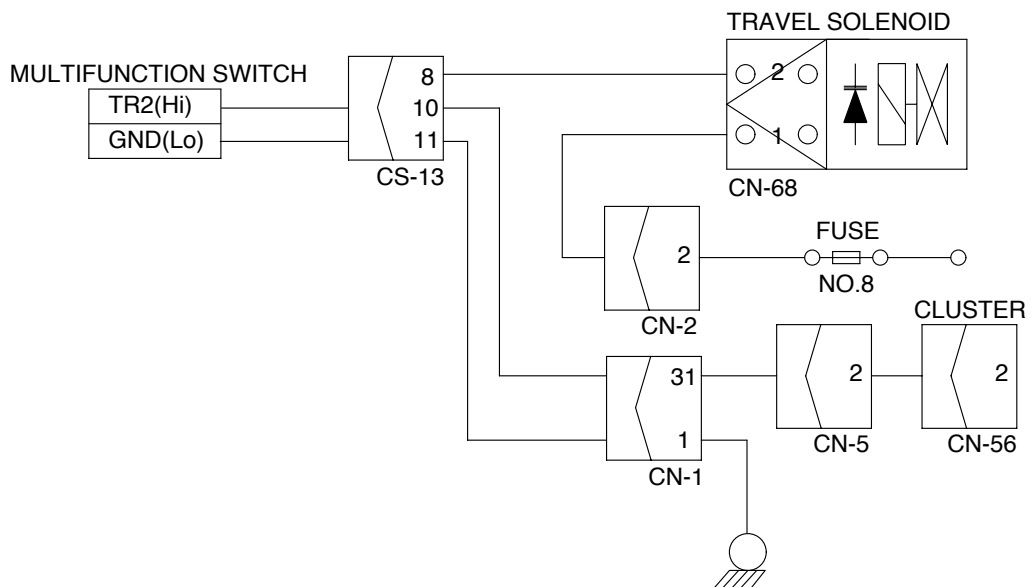 TRAVEL SOLENOID
MULTIFUNCTION SWITCH
TR2(Hi)
GND(Lo)
8
10
11
CS-13
2
1
CN-68
2
CN-2
FUSE
NO.8
CLUSTER
31
1
CN-1
2
CN-5
2
CN-56